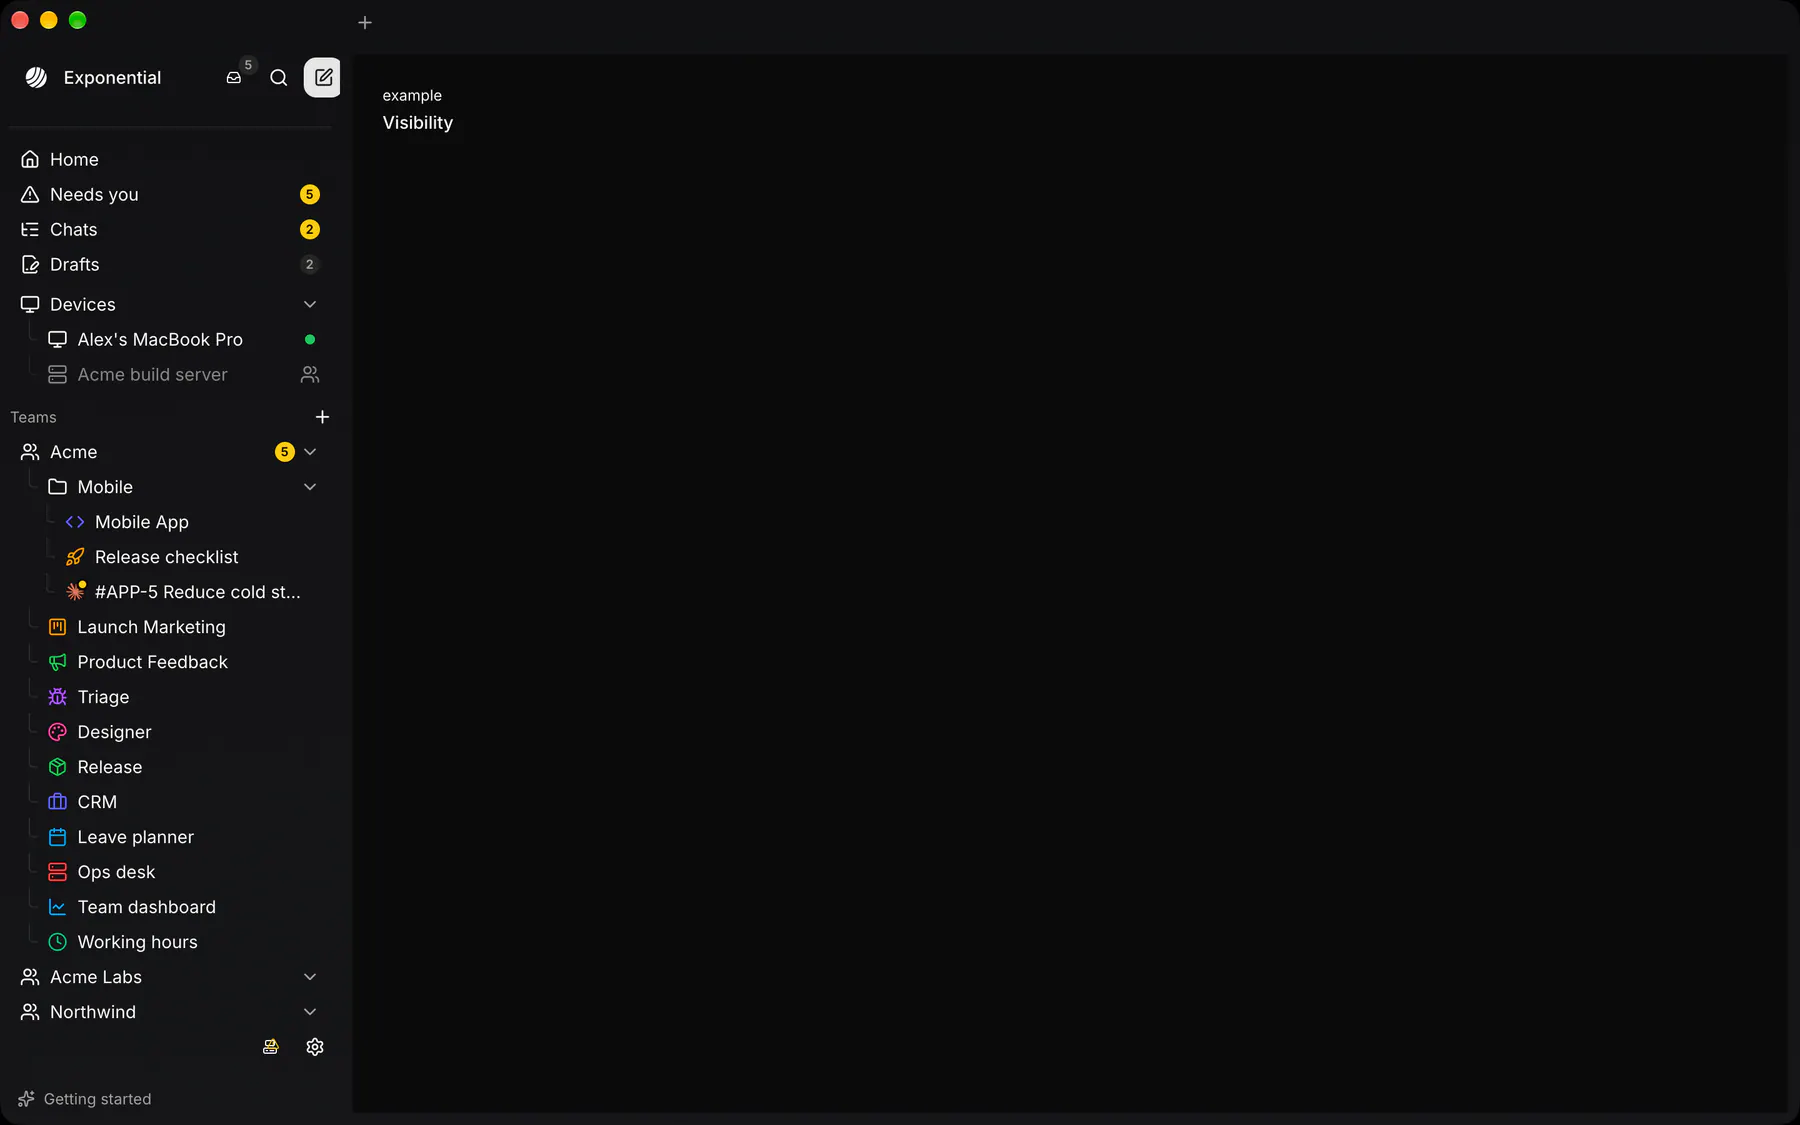 Exponential
5
example
Visibility
Home
Needs you 5
Chats 2
Drafts 2
Devices
Alex's MacBook Pro
Acme build server
Teams
Acme 5
Mobile
Mobile App
Release checklist
#APP-5 Reduce cold st...
Launch Marketing
Product Feedback
Triage
Designer
Release
CRM
Leave planner
Ops desk
Team dashboard
Working hours
Acme Labs
Northwind
Getting started